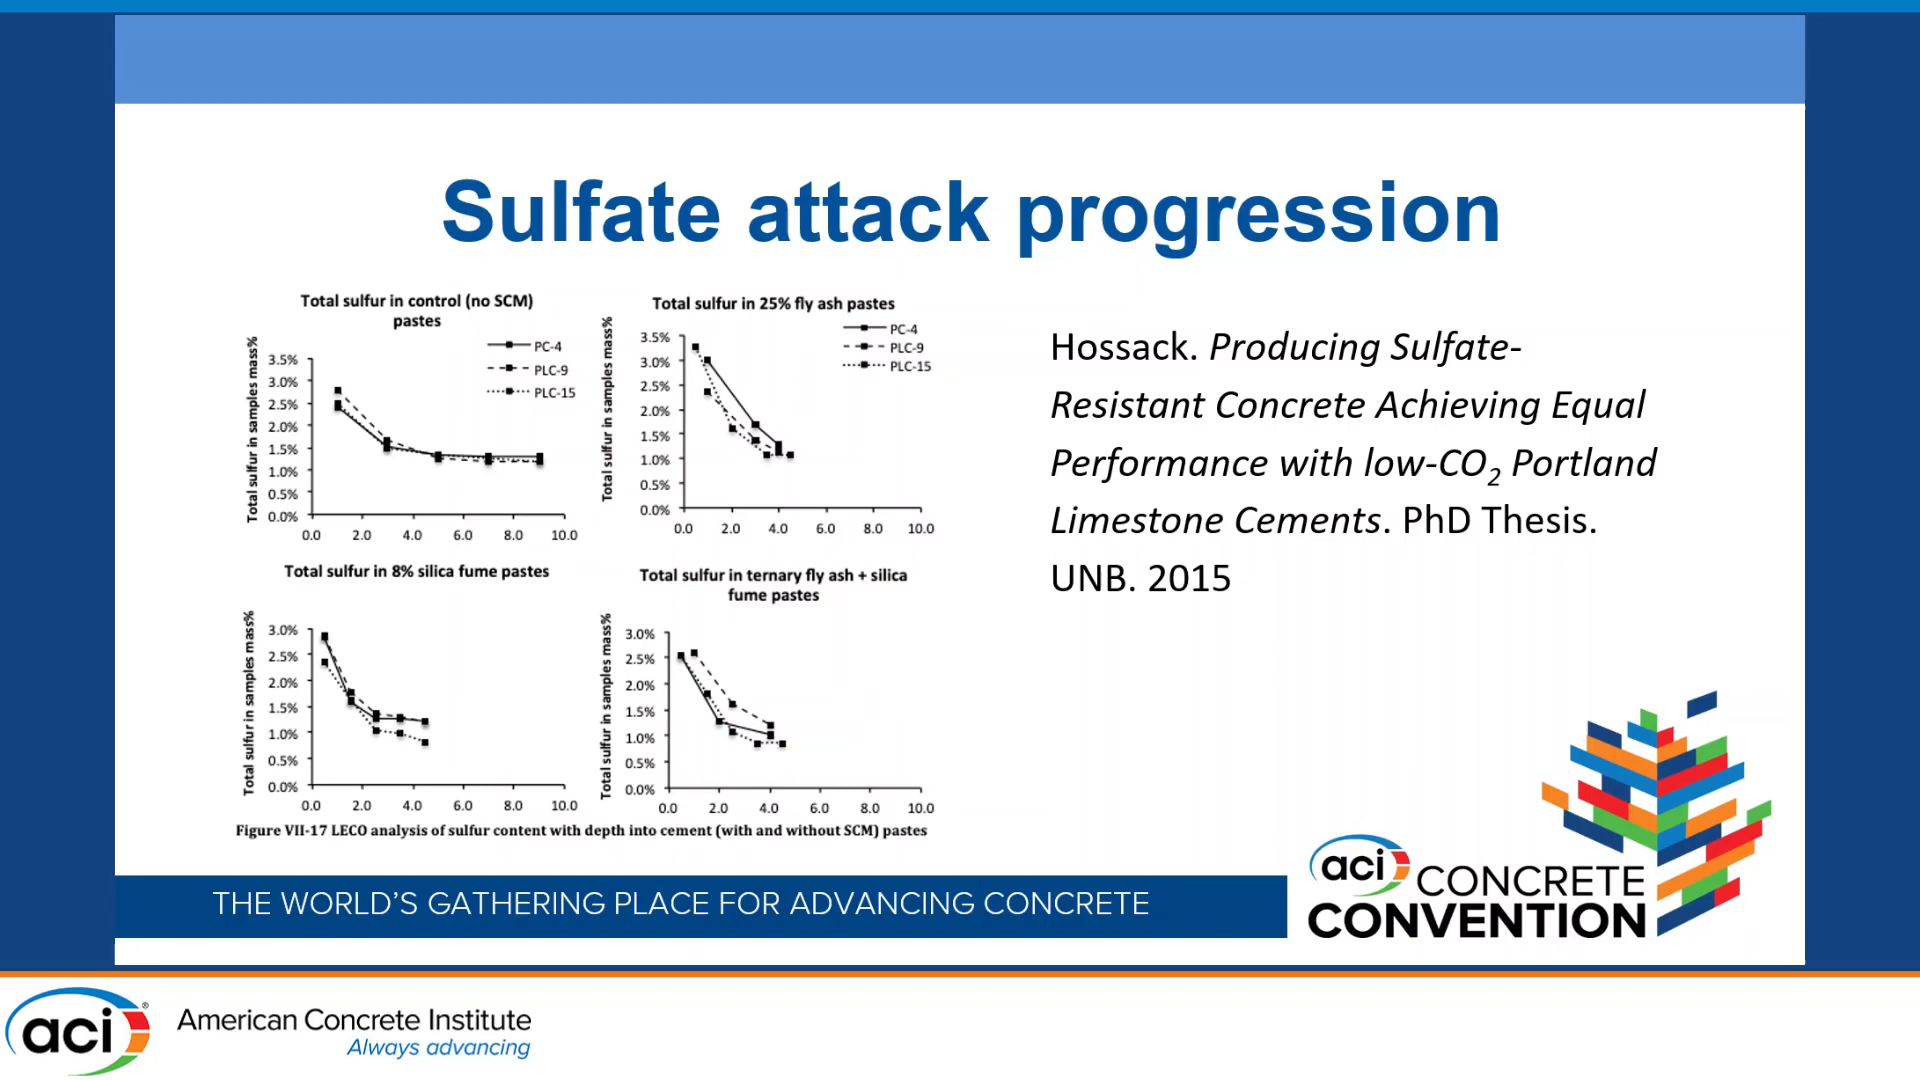 Sulfate attack progression
Total sulfur in control (no SCM)
pastes
Total sulfur in samples mass%
3.5%
3.0%
2.5%
2.0%
1.5%
1.0%
0.5%
0.0%
0.0 2.0 4.0 6.0 8.0 10.0
PC-4
PLC-9
PLC-15
Total sulfur in 25% fly ash pastes
Total sulfur in samples mass%
3.5%
3.0%
2.5%
2.0%
1.5%
1.0%
0.5%
0.0%
0.0 2.0 4.0 6.0 8.0 10.0
PC-4
PLC-9
PLC-15
Total sulfur in 8% silica fume pastes
Total sulfur in samples mass%
3.0%
2.5%
2.0%
1.5%
1.0%
0.5%
0.0%
0.0 2.0 4.0 6.0 8.0 10.0
Total sulfur in ternary fly ash + silica
fume pastes
Total sulfur in samples mass%
3.0%
2.5%
2.0%
1.5%
1.0%
0.5%
0.0%
0.0 2.0 4.0 6.0 8.0 10.0
Figure VII-17 LECO analysis of sulfur content with depth into cement (with and without SCM) pastes
Hossack. Producing Sulfate-
Resistant Concrete Achieving Equal
Performance with low-CO₂ Portland
Limestone Cements. PhD Thesis.
UNB. 2015
THE WORLD'S GATHERING PLACE FOR ADVANCING CONCRETE
aci CONCRETE
CONVENTION
aci®
American Concrete Institute
Always advancing